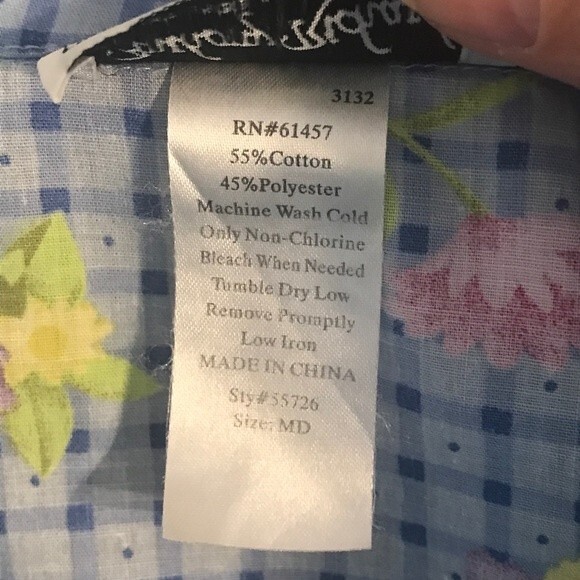 3132
RN#61457
55%Cotton
45%Polyester
Machine Wash Cold
Only Non-Chlorine
Bleach When Needed
Tumble Dry Low
Remove Promptly
Low Iron
MADE IN CHINA
Sty#55726
Size: MD